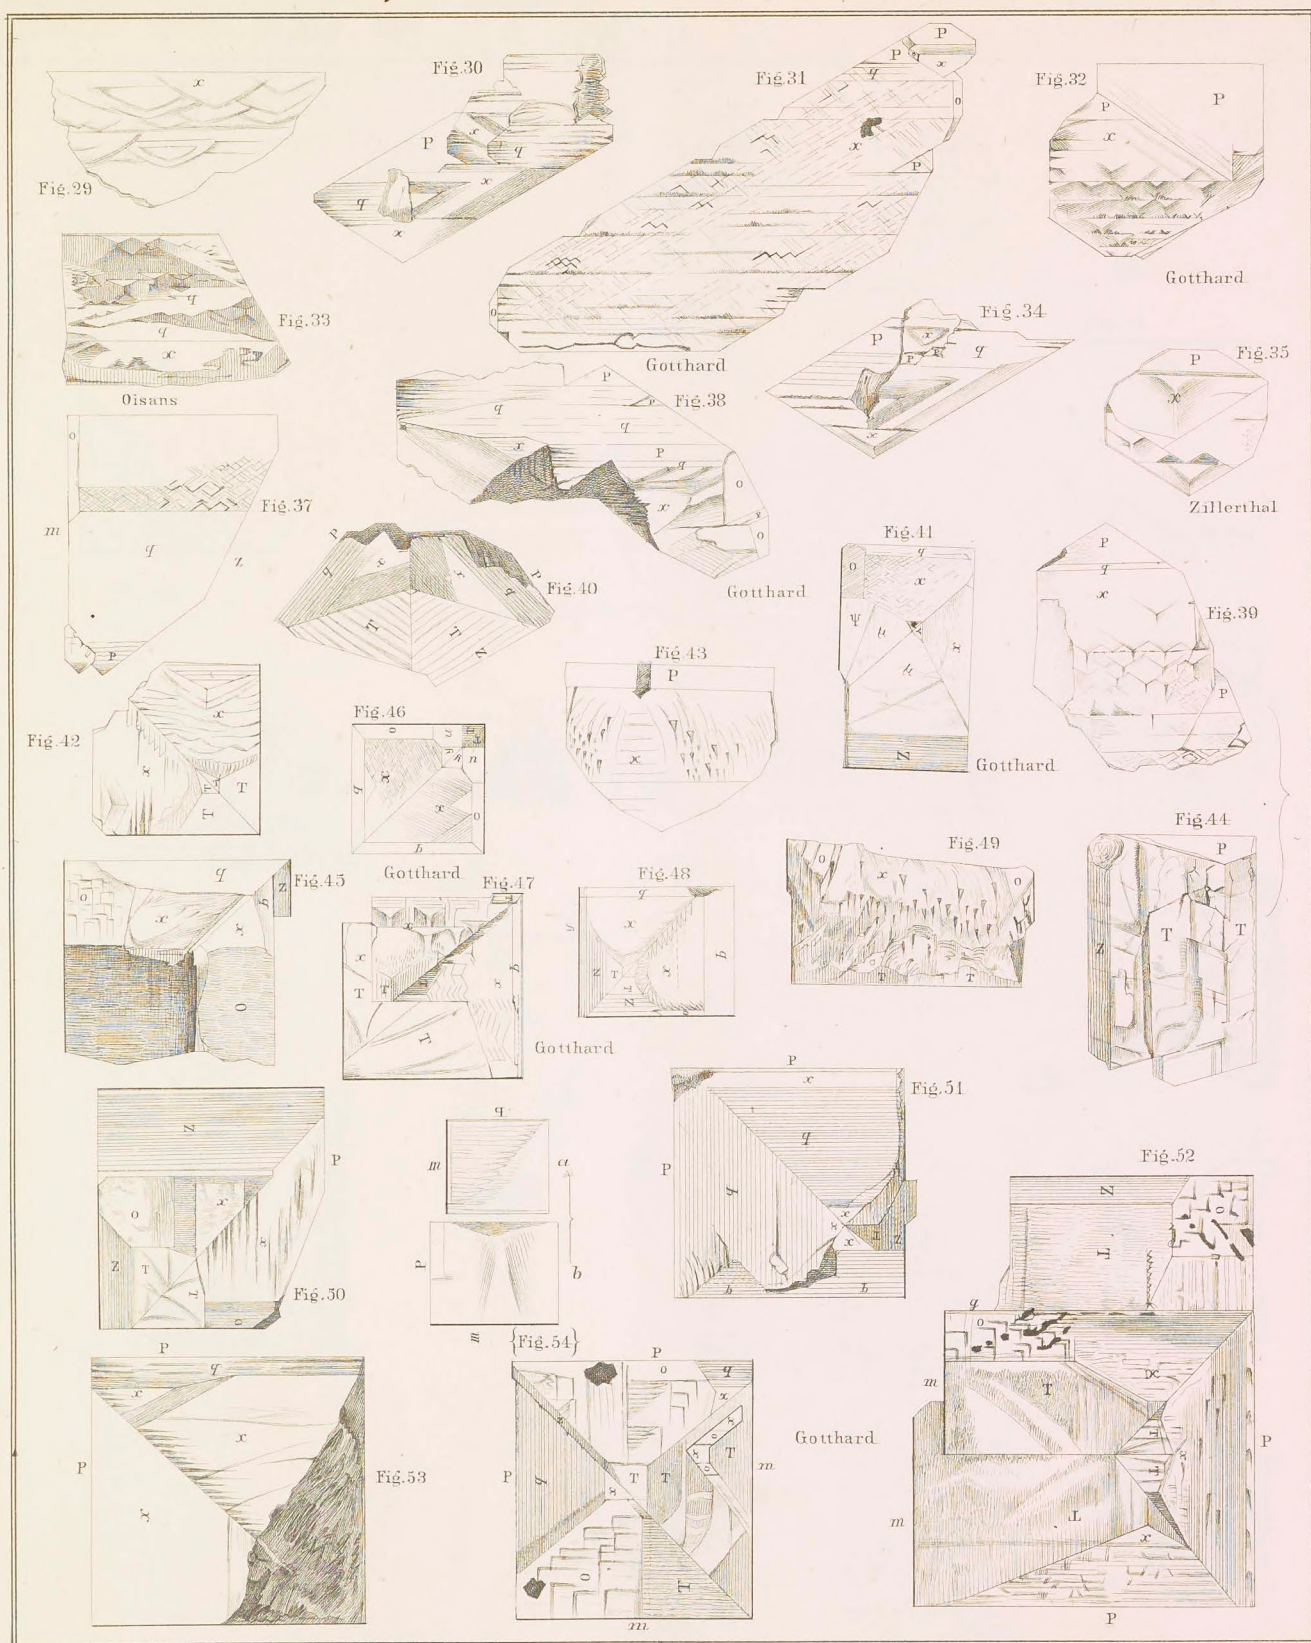 Fig.29
x
Fig.30
P
x
q
x
q
x
Fig.31
P
P
q
x
q
o
x
P
o
Gotthard
Fig.32
P
P
x
q
Gotthard
Fig.33
q
q
x
Oisans
Fig.34
P
x
P
x
q
x
Fig.35
P
x
Zillerthal
Fig.37
o
m
q
z
P
Fig.38
P
P
q
q
x
P
q
o
x
s
o
Gotthard
Fig.39
P
q
x
P
Fig.40
P
q
x
x
P
q
T
T
Z
Fig.41
q
o
x
Ψ
μ
x
μ
Z
Gotthard
Fig.42
x
x
T
T
T
Fig.43
P
x
Fig.44
P
Z
T
T
Fig.45
q
Z
o
x
q
x
O
Fig.46
o
n
T
q
x
y
y
u
x
o
q
Gotthard
Fig.47
T
x
x
T
T
x
q
T
Gotthard
Fig.48
q
q
x
Z
T
x
q
T
Z
Fig.49
o
x
o
T
T
Fig.50
Z
P
o
x
x
Z
T
T
o
Fig.51
P
x
q
P
q
x
x
x
T
Z
q
q
Fig.52
Z
o
T
q
o
x
m
T
T
x
P
T
m
T
x
P
Fig.53
P
q
x
x
P
x
q
m
a
P
b
m
{Fig.54}
P
o
q
x
x
o
x
o
T
P
q
T
T
x
m
o
T
m
Gotthard